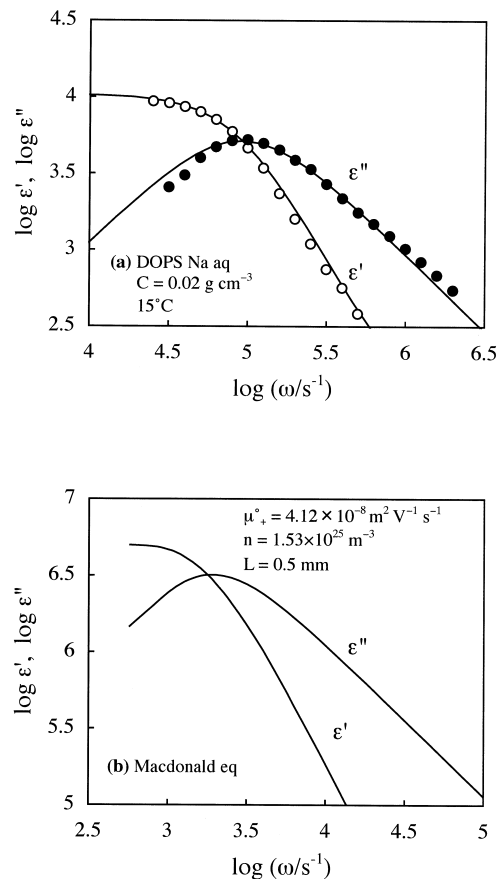 4.5
4
3.5
3
2.5
log ε', log ε"
ε"
ε'
(a) DOPS Na aq
C = 0.02 g cm⁻³
15°C
4 4.5 5 5.5 6 6.5
log (ω/s⁻¹)
7
6.5
6
5.5
5
log ε', log ε"
μ°₊ = 4.12 × 10⁻⁸ m² V⁻¹ s⁻¹
n = 1.53×10²⁵ m⁻³
L = 0.5 mm
ε"
ε'
(b) Macdonald eq
2.5 3 3.5 4 4.5 5
log (ω/s⁻¹)